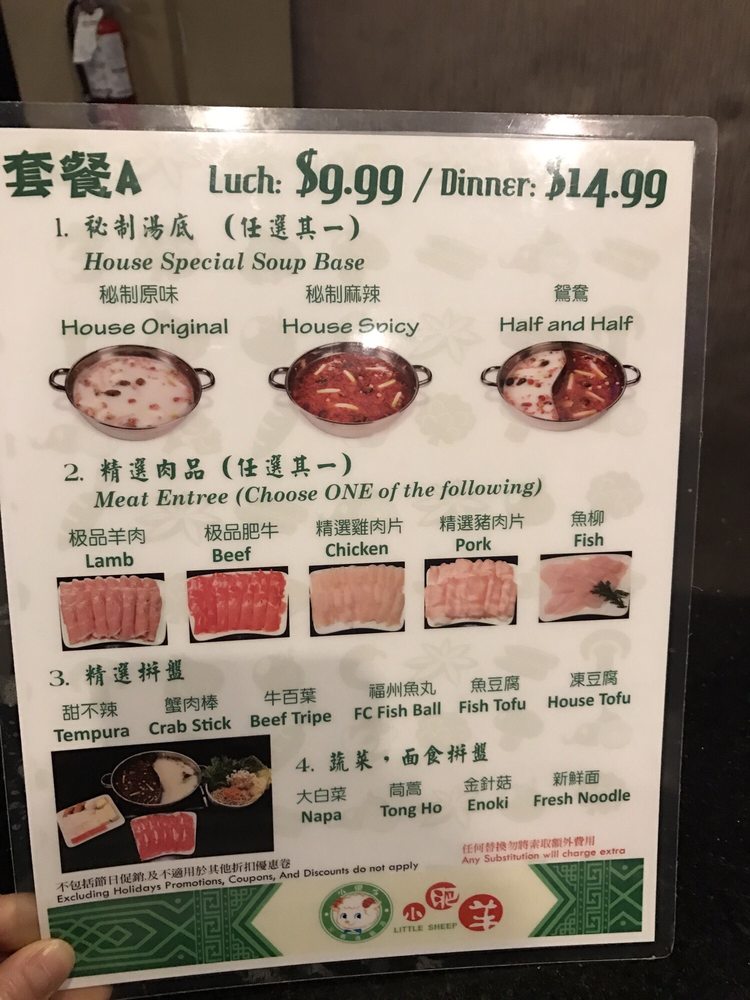 套餐A Luch: $9.99 / Dinner: $14.99
1. 秘制湯底 (任選其一)
House Special Soup Base
秘制原味 秘制麻辣 鴛鴦
House Original House Spicy Half and Half
2. 精選肉品 (任選其一)
Meat Entree (Choose ONE of the following)
极品羊肉 极品肥牛 精選雞肉片 精選豬肉片 魚柳
Lamb Beef Chicken Pork Fish
3. 精選拼盤
甜不辣 蟹肉棒 牛百葉 福州魚丸 魚豆腐 凍豆腐
Tempura Crab Stick Beef Tripe FC Fish Ball Fish Tofu House Tofu
4. 蔬菜，面食拼盤
大白菜 茼蒿 金針菇 新鮮面
Napa Tong Ho Enoki Fresh Noodle
任何替換勿將素取額外費用
Any Substitution will charge extra
不包括節日促銷,及不適用於其他折扣優惠卷
Excluding Holidays Promotions, Coupons, And Discounts do not apply
小肥羊
LITTLE SHEEP